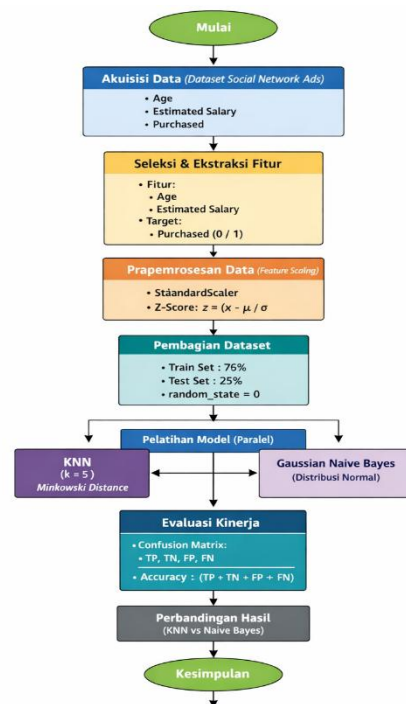 Mulai
Akuisisi Data (Dataset Social Network Ads)
• Age
• Estimated Salary
• Purchased
Seleksi & Ekstraksi Fitur
• Fitur:
• Age
• Estimated Salary
• Target:
• Purchased (0 / 1)
Prapemrosesan Data (Feature Scaling)
• StáandardScaler
• Z-Score: z = (x - μ / σ
Pembagian Dataset
• Train Set : 76%
• Test Set : 25%
• random_state = 0
Pelatihan Model (Paralel)
KNN
(k = 5)
Minkowski Distance
Gaussian Naive Bayes
(Distribusi Normal)
Evaluasi Kinerja
• Confusion Matrix:
• TP, TN, FP, FN
• Accuracy : (TP + TN + FP + FN)
Perbandingan Hasil
(KNN vs Naive Bayes)
Kesimpulan